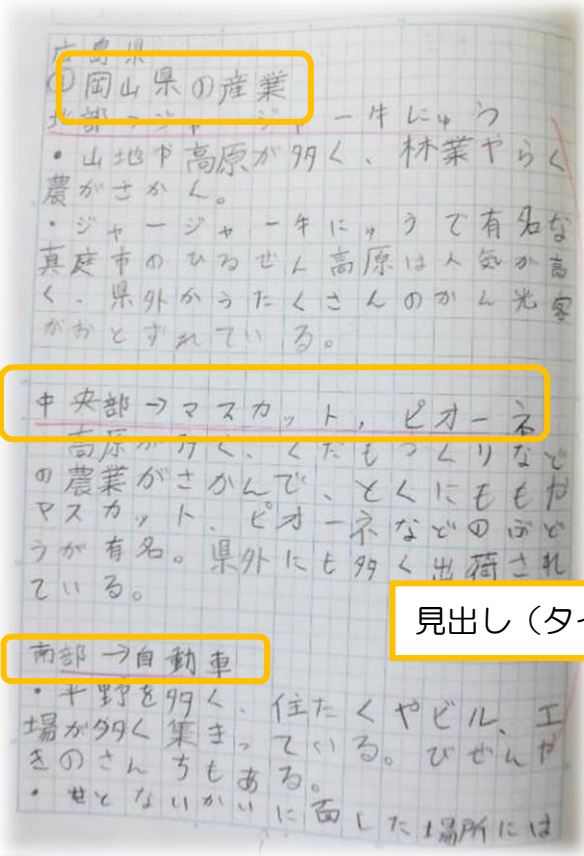 広島県
①岡山県の産業
北部→ジャージャー牛にゅう
・山地や高原が多く、林業やらく
農がさかん。
・ジャージャー牛にゅうで有名な
真庭市のひるぜん高原は人気が高
く、県外からたくさんのかん光客
がおとずれている。
中央部→マスカット,ピオーネ
高原が多く、くだもづくりなど
の農業がさかんで、とくにももや
マスカット、ピオーネなどのぶど
うが有名。県外にも多く出荷され
ている。
見出し（タイ
南部→自動車
・平野を多く、住たくやビル、工
場が多く集まっている。びぜんや
きのさんちもある。
・せとないかいに面した場所には